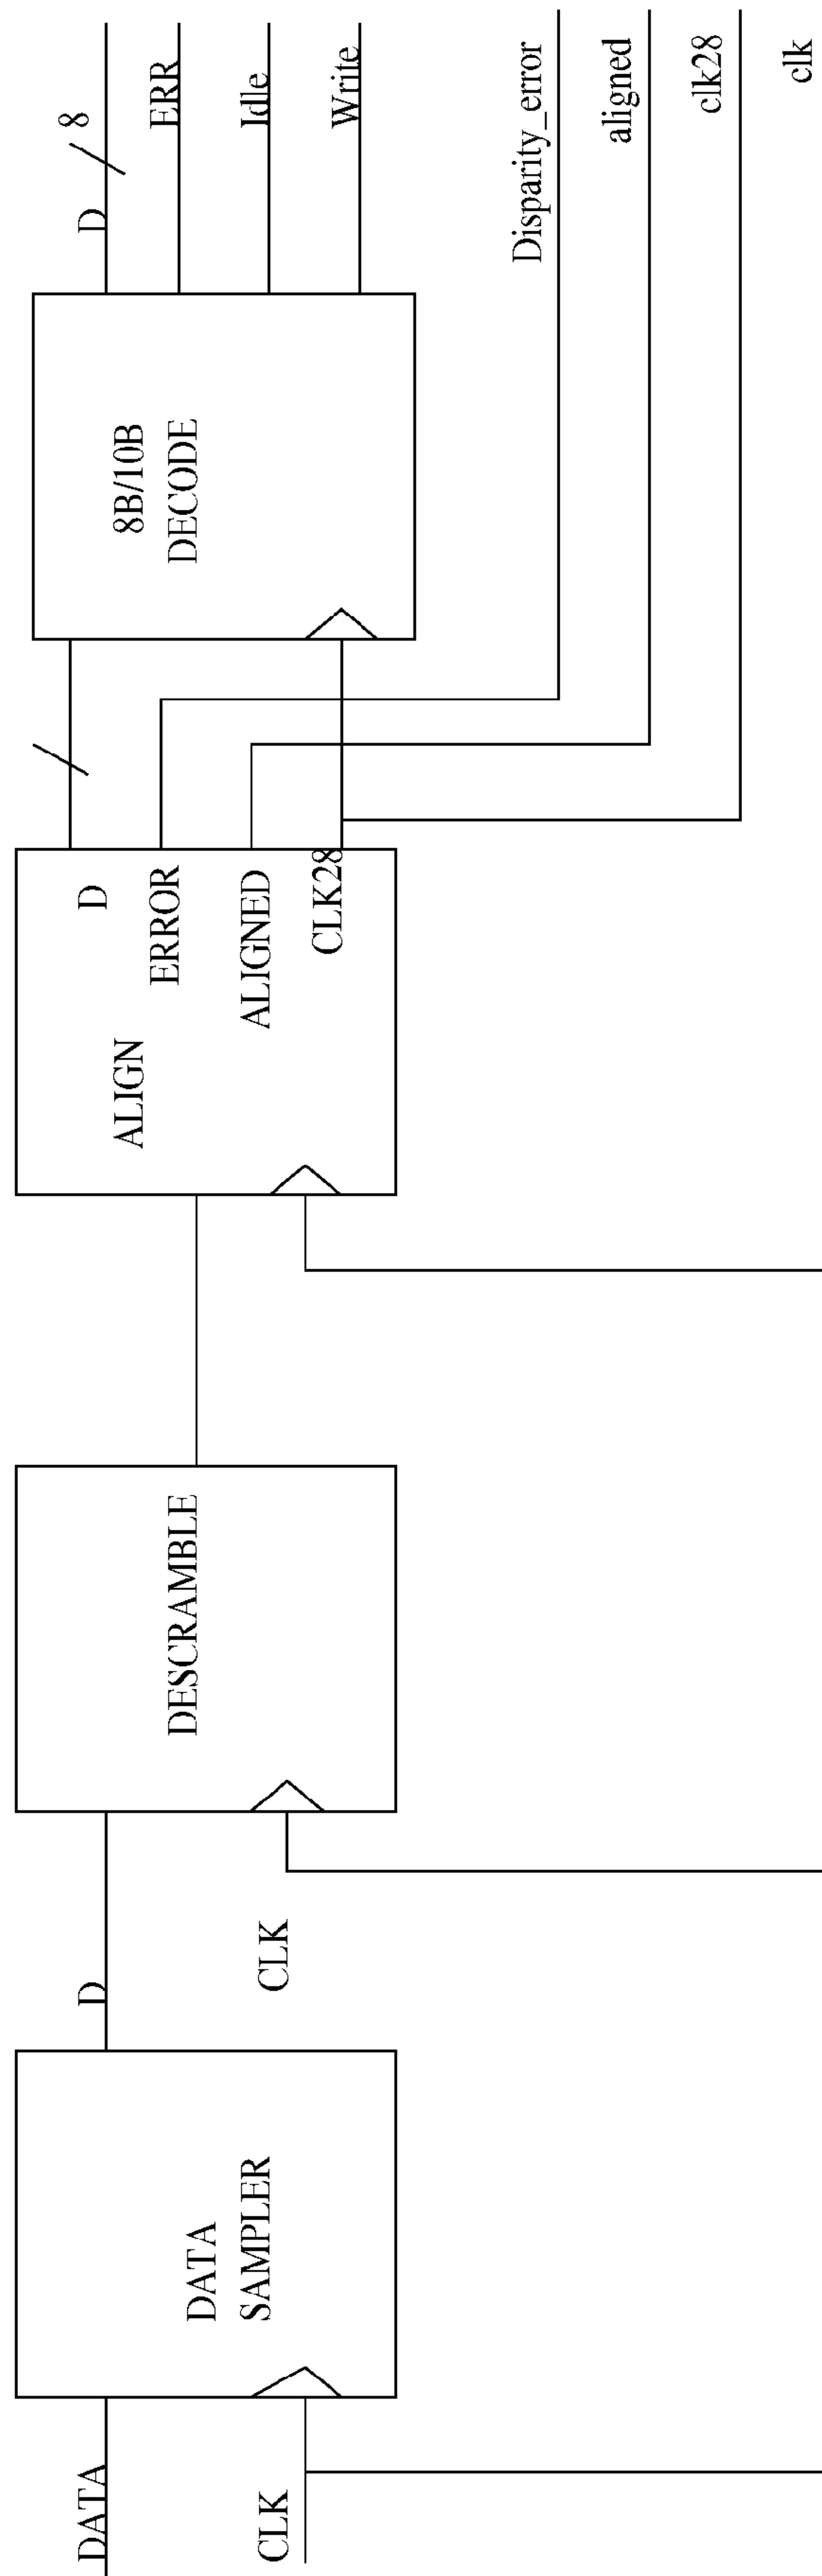 DATA
CLK
DATA
SAMPLER
D
CLK
DESCRAMBLE
ALIGN
D
ERROR
ALIGNED
CLK28
8B/10B
DECODE
D
8
ERR
Idle
Write
Disparity_error
aligned
clk28
clk